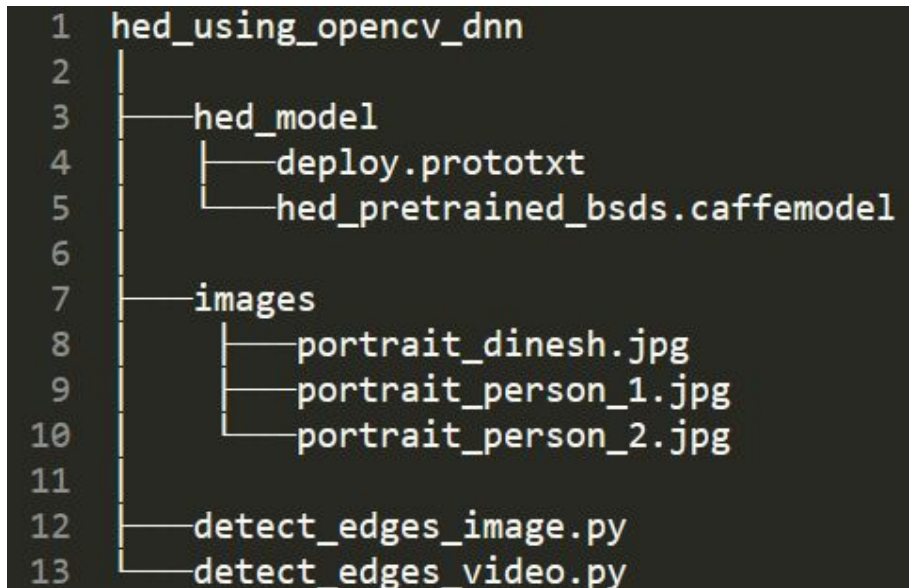 1 hed_using_opencv_dnn
2 │
3 ├───hed_model
4 │   ├───deploy.prototxt
5 │   └───hed_pretrained_bsds.caffemodel
6 │
7 ├───images
8 │    ├───portrait_dinesh.jpg
9 │    ├───portrait_person_1.jpg
10 │    └───portrait_person_2.jpg
11 │
12 ├───detect_edges_image.py
13 └───detect_edges_video.py